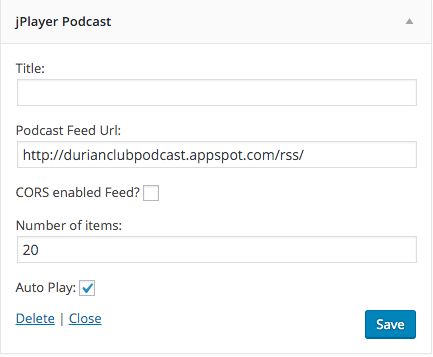 jPlayer Podcast
Title:
Podcast Feed Url:
http://durianclubpodcast.appspot.com/rss/
CORS enabled Feed?
Number of items:
20
Auto Play:
Delete | Close
Save